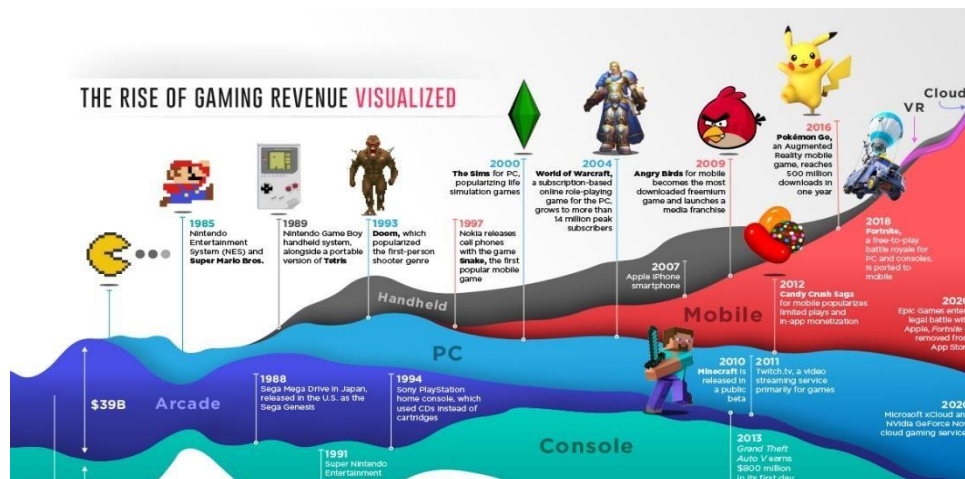 THE RISE OF GAMING REVENUE VISUALIZED
Cloud
VR
2016
Pokémon Go,
an Augmented
Reality mobile
game, reaches
500 million
downloads in
one year
2000
The Sims for PC,
popularizing life
simulation games
2004
World of Warcraft,
a subscription-based
online role-playing
game for the PC,
grows to more than
14 million peak
subscribers
2009
Angry Birds for mobile
becomes the most
downloaded freemium
game and launches a
media franchise
1985
Nintendo
Entertainment
System (NES) and
Super Mario Bros.
1989
Nintendo Game Boy
handheld system,
alongside a portable
version of Tetris
1993
Doom, which
popularized
the first-person
shooter genre
1997
Nokia releases
cell phones
with the game
Snake, the first
popular mobile
game
2018
Fortnite,
a free-to-play
battle royale for
PC and consoles,
is ported to
mobile
2007
Apple iPhone
smartphone
Handheld
Mobile
2012
Candy Crush Saga
for mobile popularizes
limited plays and
in-app monetization
Epic Games enter
legal battle
Apple, Fortnite
removed from
App Stor
PC
2010
Minecraft is
released in
a public
beta
2011
Twitch.tv, a video
streaming service
primarily for games
1988
Sega Mega Drive in Japan,
released in the U.S. as the
Sega Genesis
1994
Sony PlayStation
home console, which
used CDs instead of
cartridges
$39B
Arcade
Microsoft xCloud an
NVidia GeForce No
cloud gaming service
Console
2013
Grand Theft
Auto V earns
$800 million
in its first day
1991
Super Nintendo
Entertainment